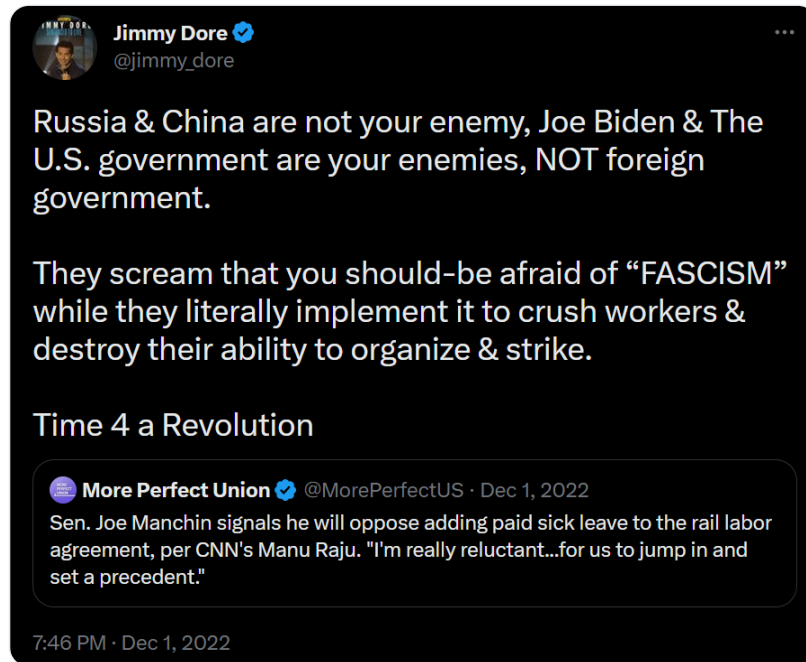 Jimmy Dore
@jimmy_dore
Russia & China are not your enemy, Joe Biden & The
U.S. government are your enemies, NOT foreign
government.
They scream that you should-be afraid of “FASCISM”
while they literally implement it to crush workers &
destroy their ability to organize & strike.
Time 4 a Revolution
More Perfect Union @MorePerfectUS · Dec 1, 2022
Sen. Joe Manchin signals he will oppose adding paid sick leave to the rail labor
agreement, per CNN's Manu Raju. "I'm really reluctant...for us to jump in and
set a precedent."
7:46 PM · Dec 1, 2022